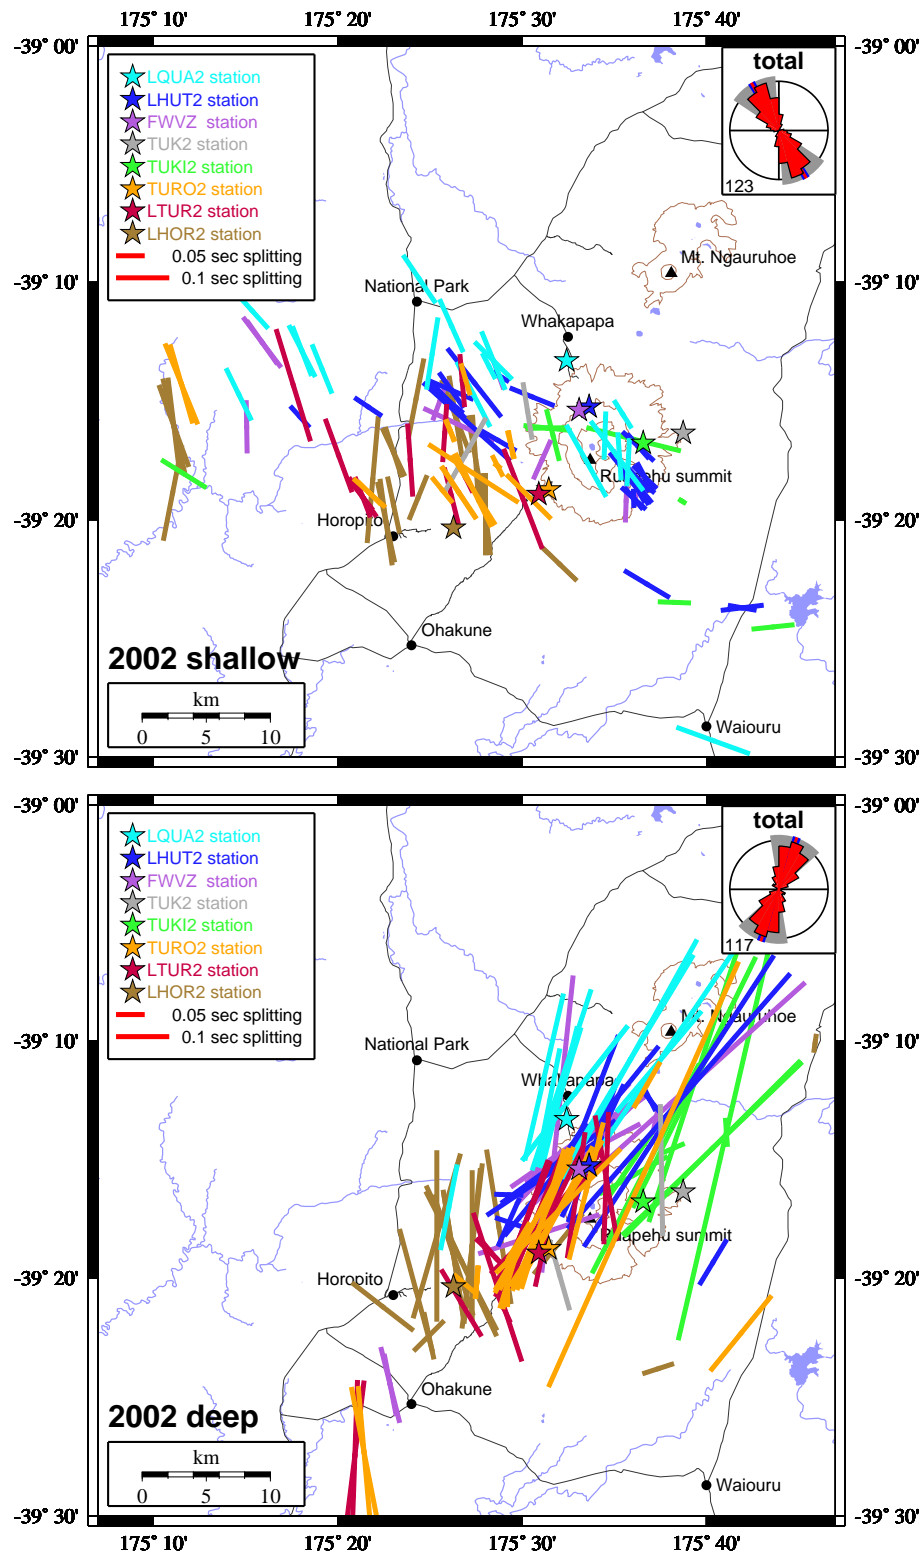 175° 10' 175° 20' 175° 30' 175° 40'
-39° 00' -39° 00'
LQUA2 station
LHUT2 station
FWVZ station
TUK2 station
TUKI2 station
TURO2 station
LTUR2 station
LHOR2 station
0.05 sec splitting
0.1 sec splitting
total
123
Mt. Ngauruhoe
-39° 10' -39° 10'
National Park
Whakapapa
Ruapehu summit
-39° 20' -39° 20'
Horopito
Ohakune
2002 shallow
km
0 5 10
Waiouru
-39° 30' -39° 30'
-39° 00' -39° 00'
LQUA2 station
LHUT2 station
FWVZ station
TUK2 station
TUKI2 station
TURO2 station
LTUR2 station
LHOR2 station
0.05 sec splitting
0.1 sec splitting
total
117
Mt. Ngauruhoe
-39° 10' -39° 10'
National Park
Whakapapa
Ruapehu summit
-39° 20' -39° 20'
Horopito
Ohakune
2002 deep
km
0 5 10
Waiouru
-39° 30' -39° 30'
175° 10' 175° 20' 175° 30' 175° 40'